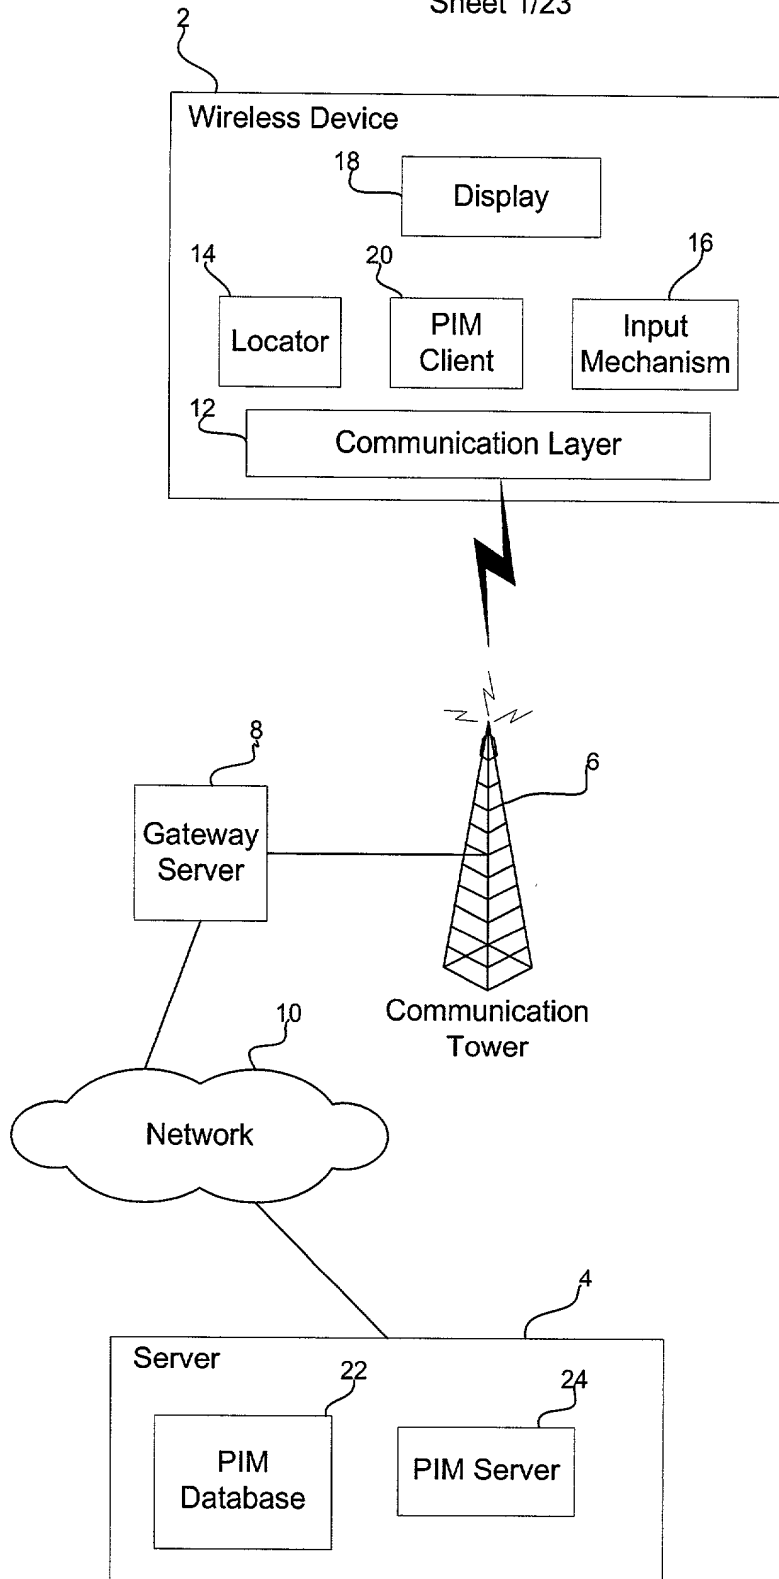 Sheet 1/23
2
Wireless Device
18
Display
14
20
16
Locator
PIM
Client
Input
Mechanism
12
Communication Layer
8
6
Gateway
Server
Communication
Tower
10
Network
4
Server
22
24
PIM
Database
PIM Server